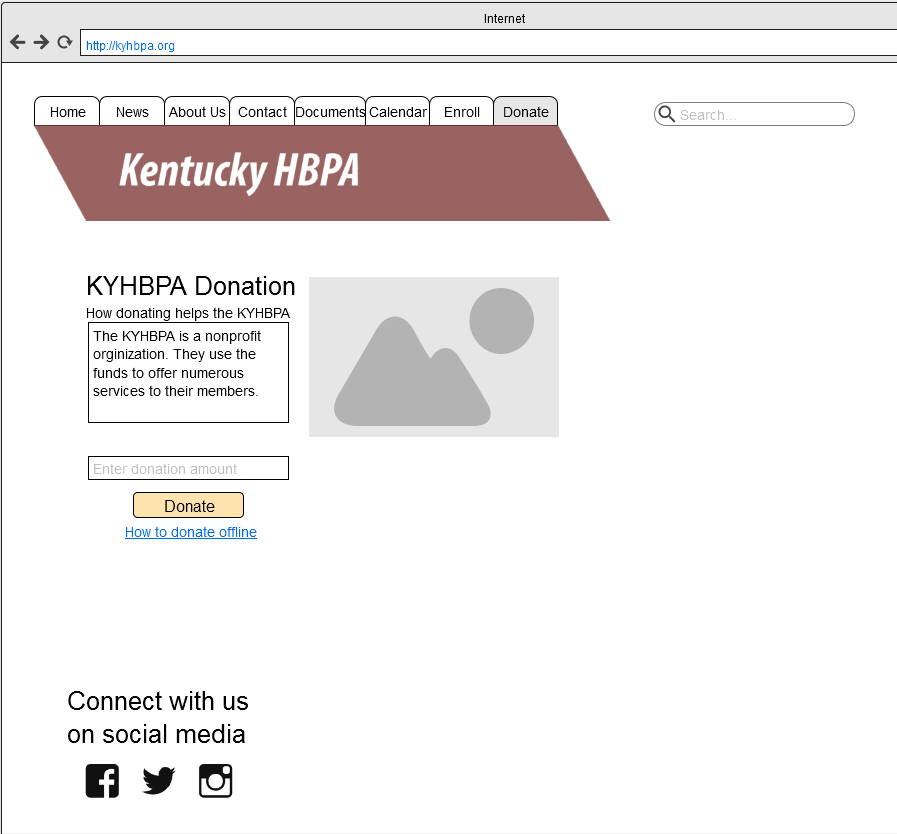 Internet
http://kyhbpa.org
Home News About Us Contact Documents Calendar Enroll Donate
Search...
Kentucky HBPA
KYHBPA Donation
How donating helps the KYHBPA
The KYHBPA is a nonprofit
orginization. They use the
funds to offer numerous
services to their members.
Enter donation amount
Donate
How to donate offline
Connect with us
on social media